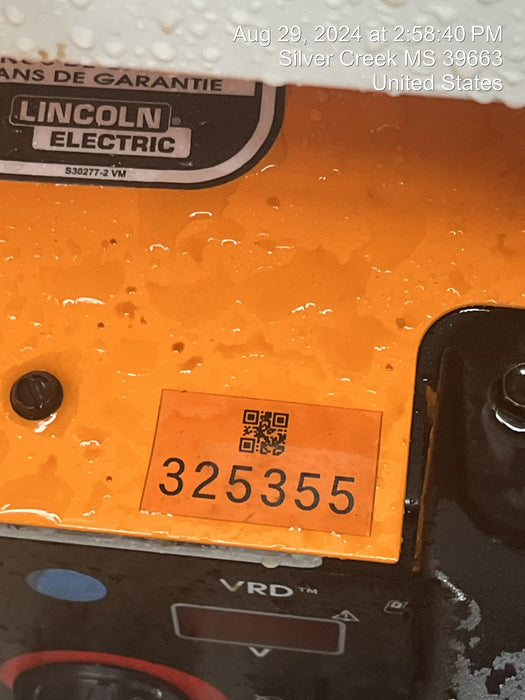 Aug 29, 2024 at 2:58:40 PM
Silver Creek MS 39663
United States
ANS DE GARANTIE
LINCOLN ®
ELECTRIC
S30277-2 VM
325355
VRD™
V